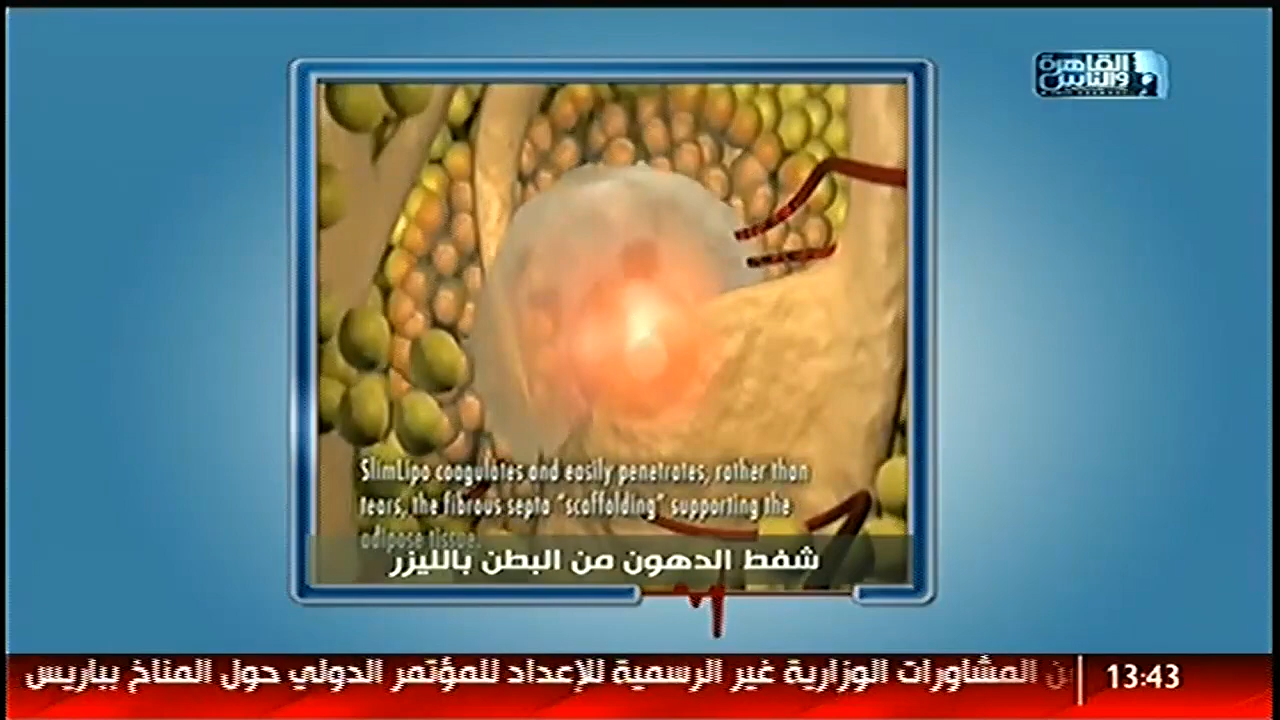 القاهرة
والناس
SlimLipo coagulates and easily penetrates, rather than
tears, the fibrous septa "scaffolding" supporting the
adipose tissue.
شفط الدهون من البطن بالليزر
المشاورات الوزارية غير الرسمية للإعداد للمؤتمر الدولي حول المناخ بباريس
13:43